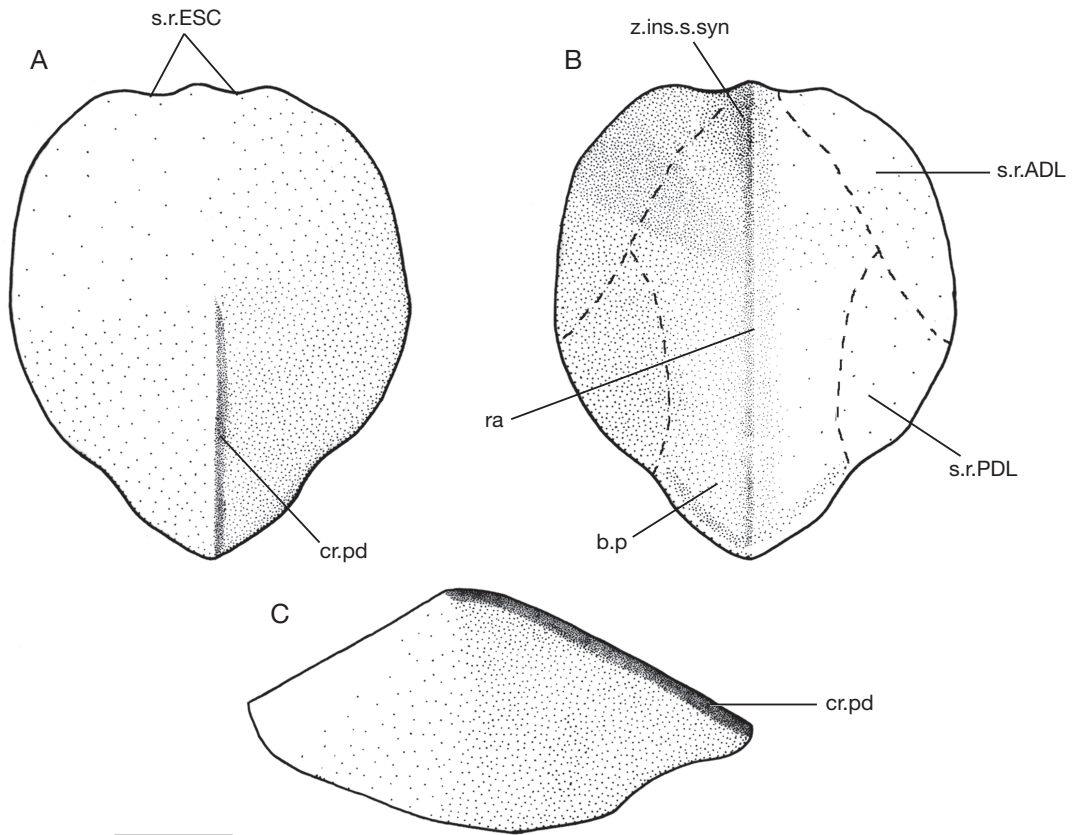 s.r.ESC
A
z.ins.s.syn
B
s.r.ADL
ra
s.r.PDL
cr.pd
b.p
C
cr.pd